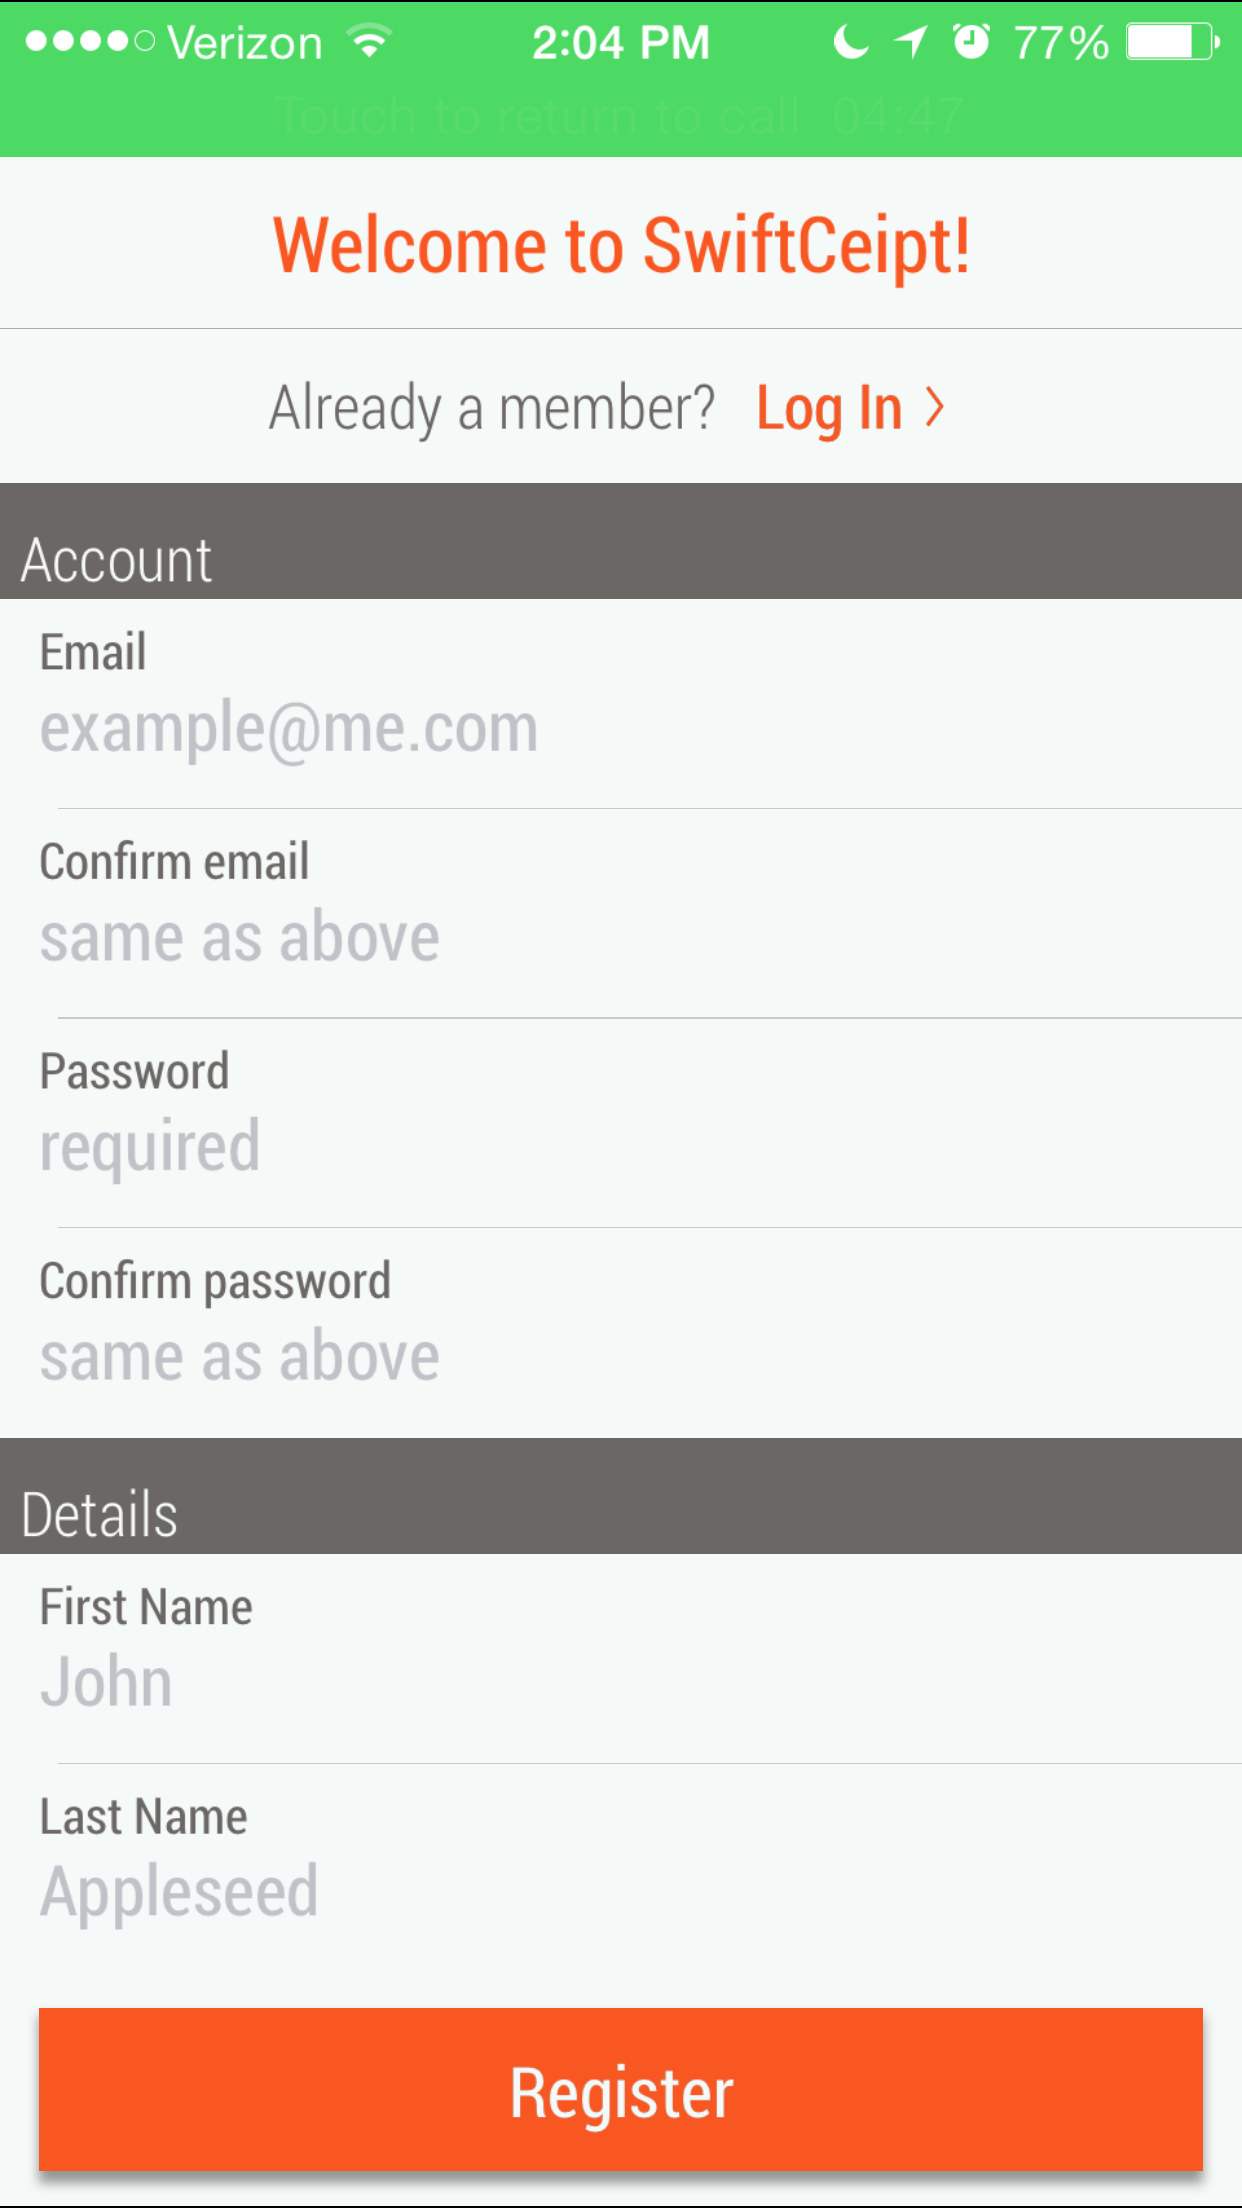 Verizon 2:04 PM 77%
Touch to return to call 04:47
Welcome to SwiftCeipt!
Already a member? Log In >
Account
Email
example@me.com
Confirm email
same as above
Password
required
Confirm password
same as above
Details
First Name
John
Last Name
Appleseed
Register